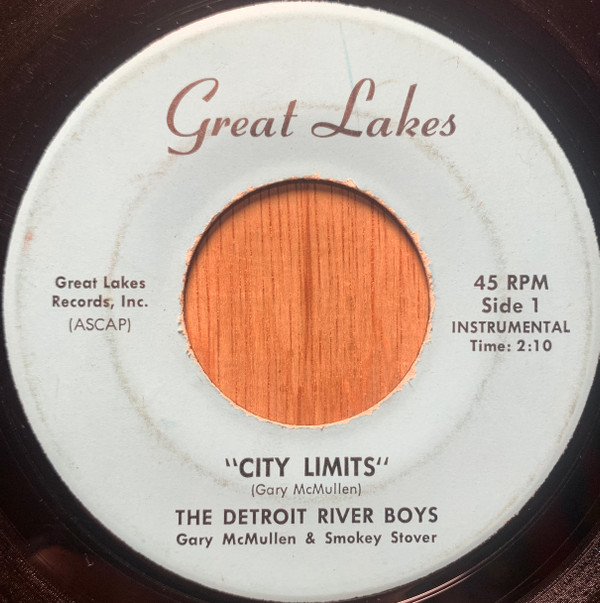 Great Lakes
Great Lakes
Records, Inc.
(ASCAP)
45 RPM
Side 1
INSTRUMENTAL
Time: 2:10
"CITY LIMITS"
(Gary McMullen)
THE DETROIT RIVER BOYS
Gary McMullen & Smokey Stover